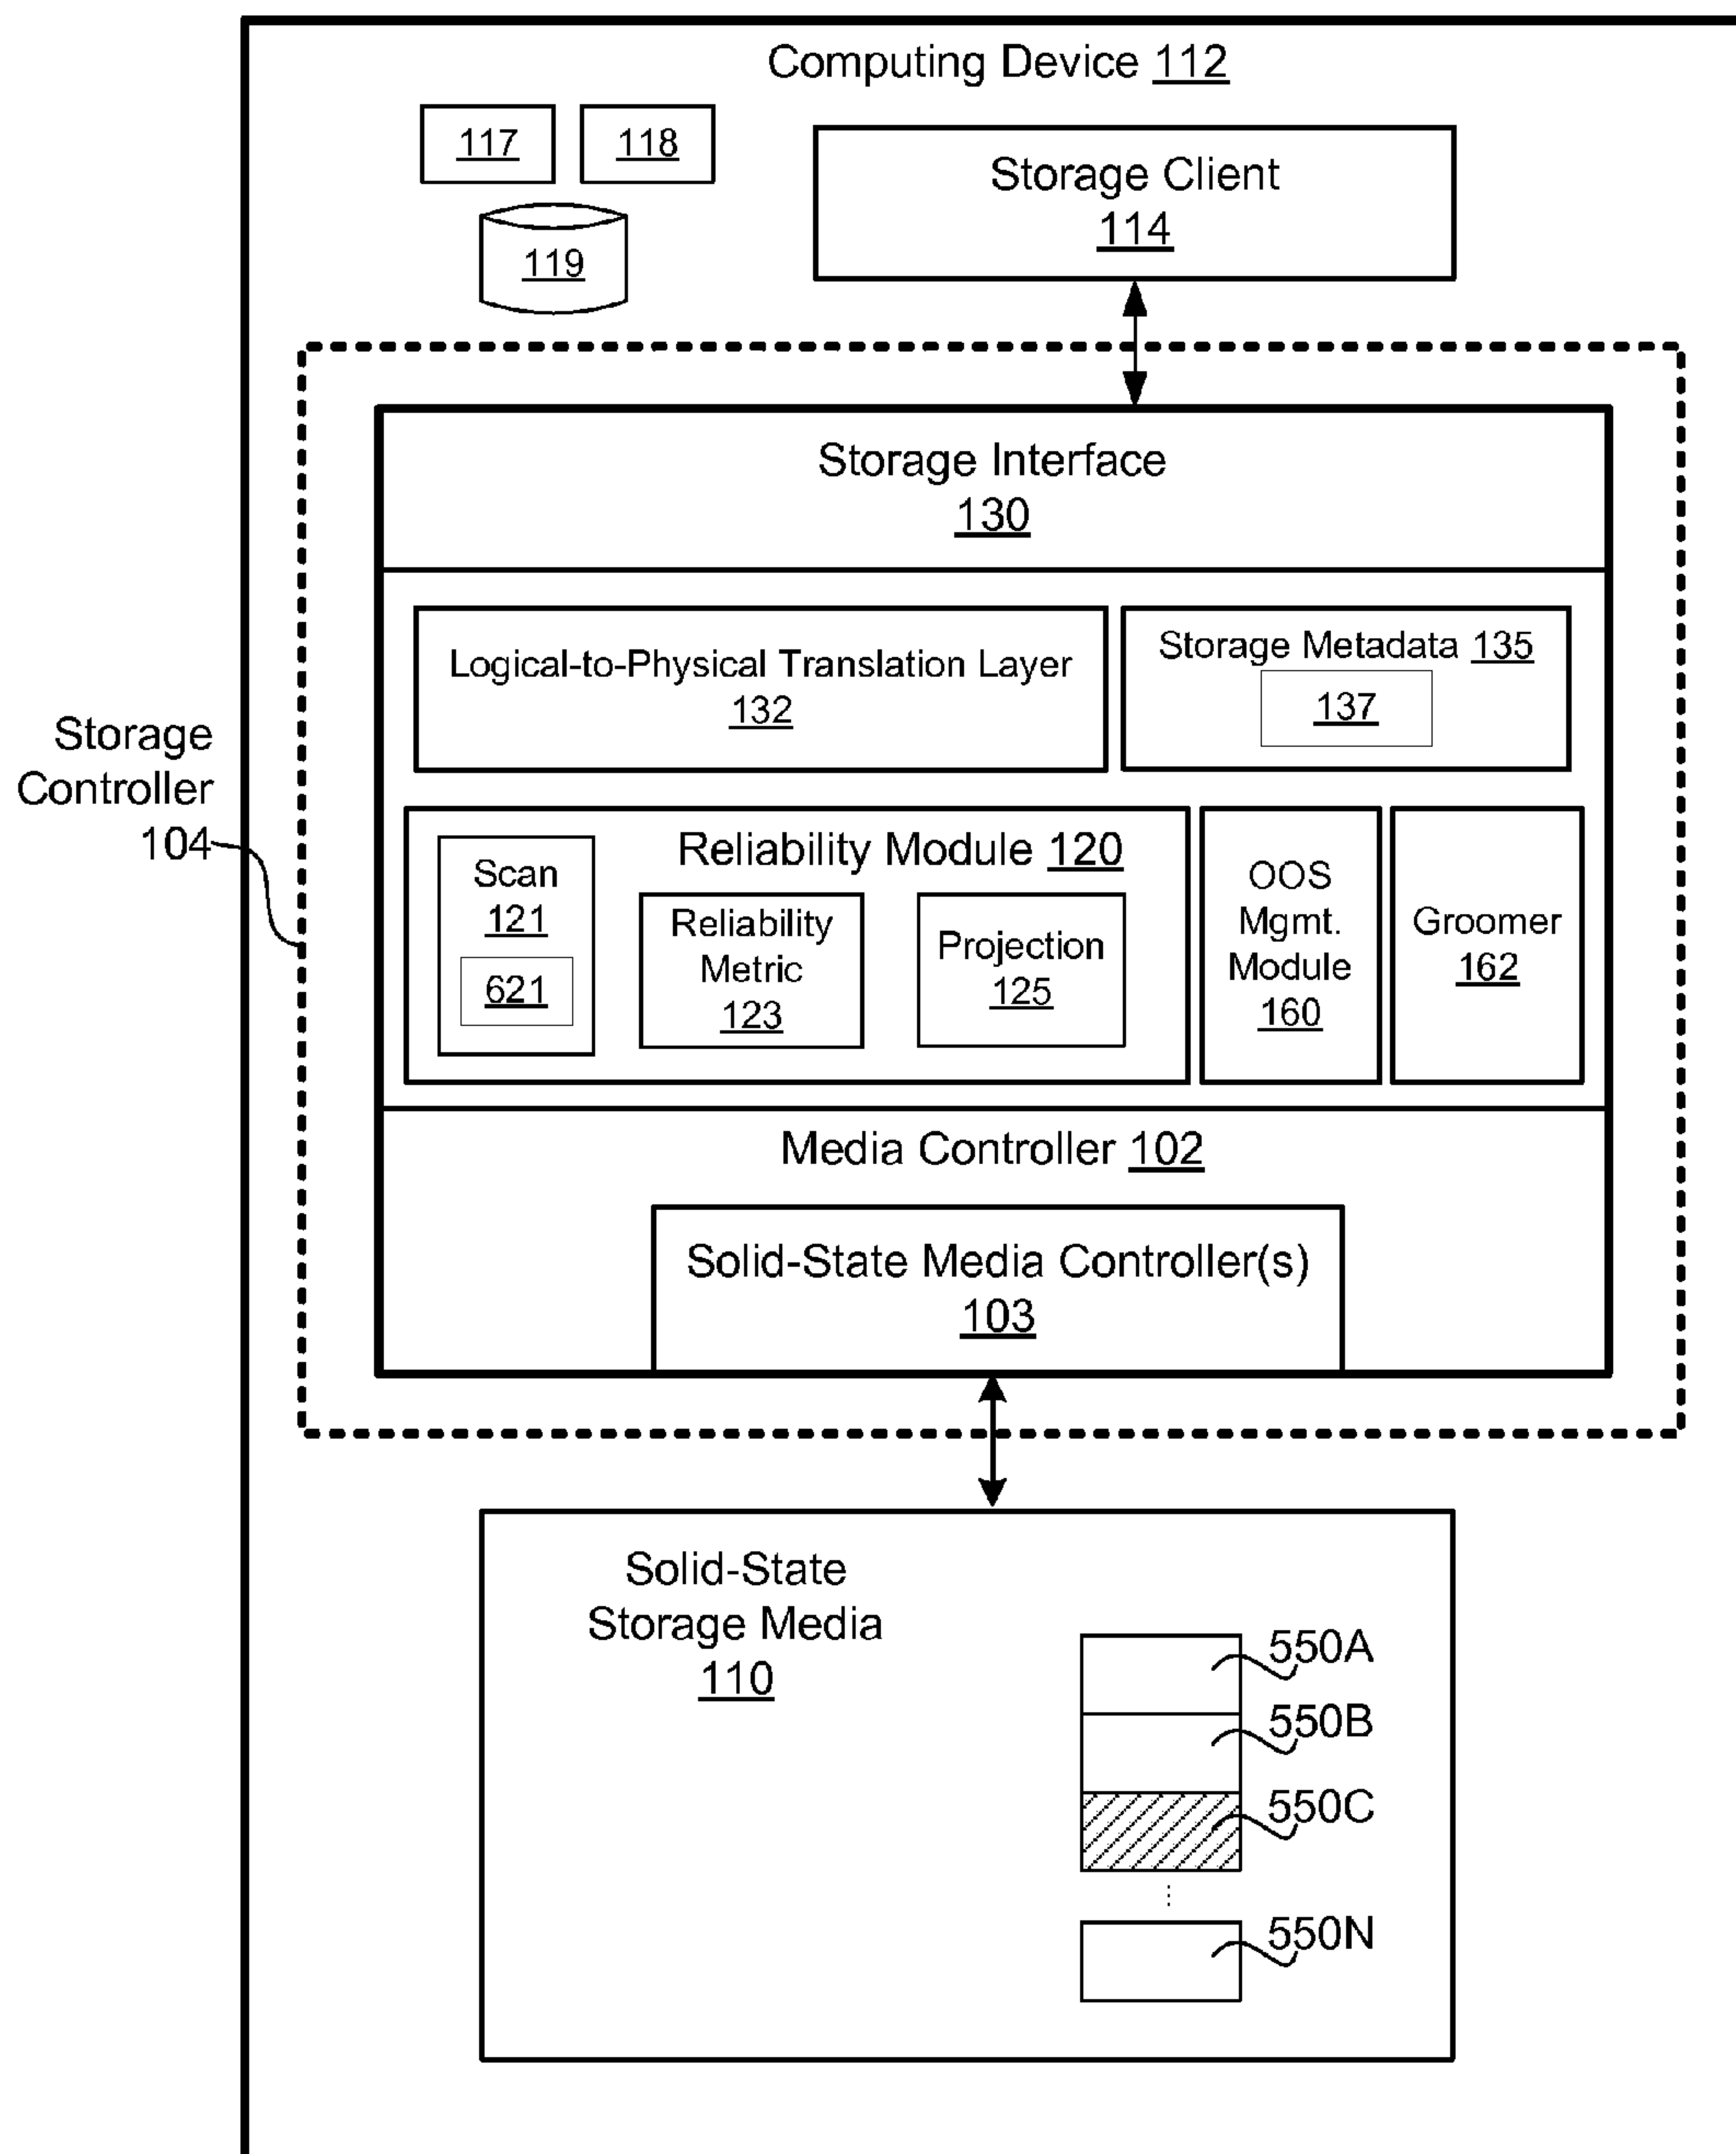 Computing Device 112
117
118
119
Storage Client
114
Storage Interface
130
Logical-to-Physical Translation Layer
132
Storage Metadata 135
137
Storage
Controller
104
Reliability Module 120
Scan
121
621
Reliability
Metric
123
Projection
125
OOS
Mgmt.
Module
160
Groomer
162
Media Controller 102
Solid-State Media Controller(s)
103
Solid-State
Storage Media
110
550A
550B
550C
550N